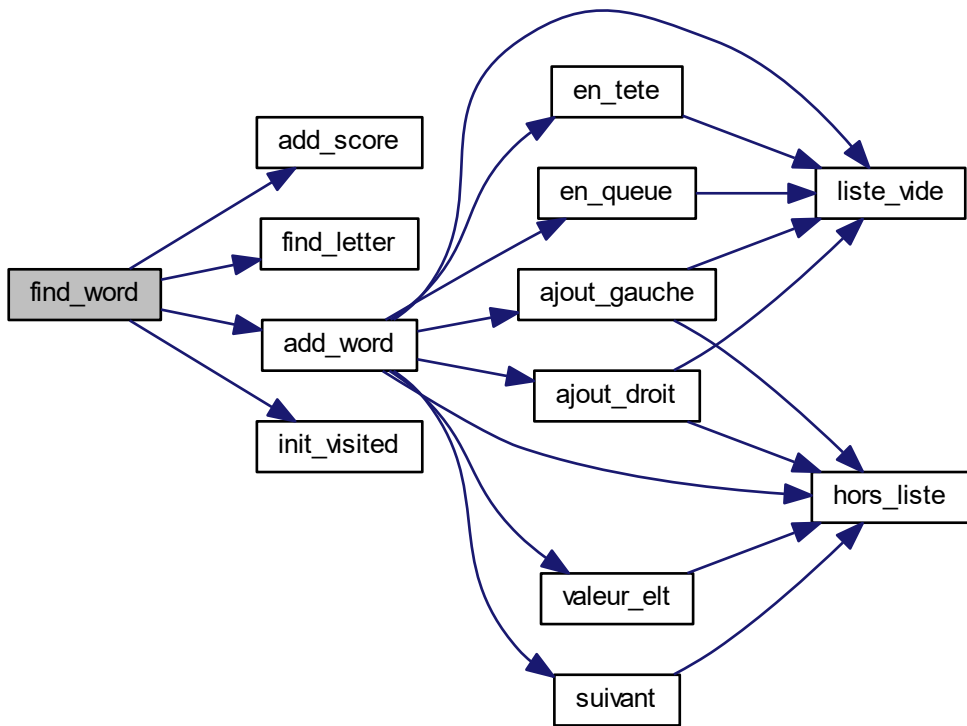 find_word
add_score
find_letter
add_word
init_visited
en_tete
en_queue
ajout_gauche
ajout_droit
valeur_elt
suivant
liste_vide
hors_liste